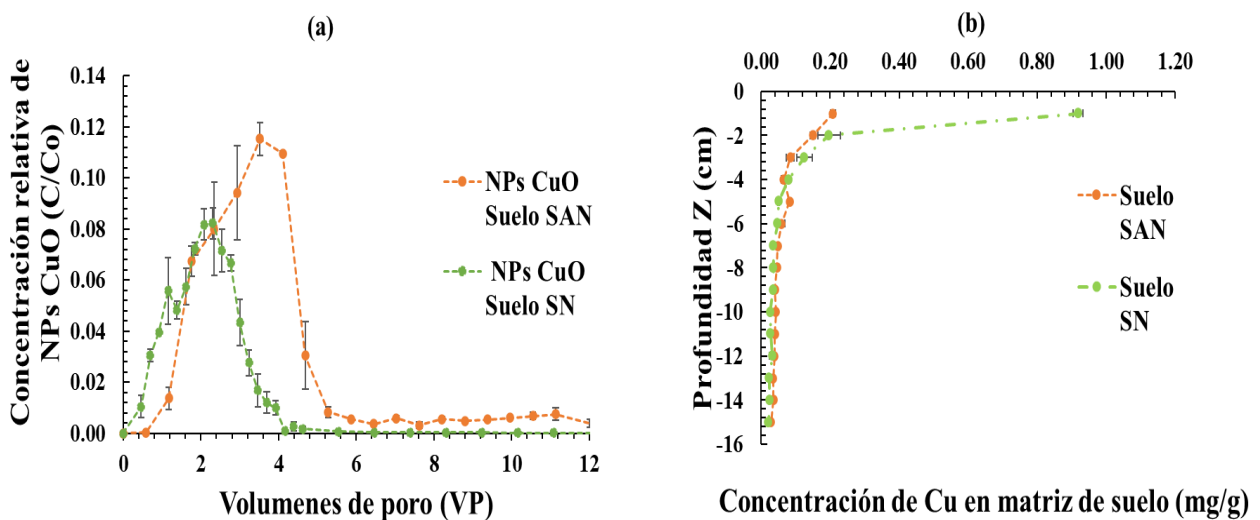 (a)
Concentración relativa de
NPs CuO (C/Co)
0.14
0.12
0.10
0.08
0.06
0.04
0.02
0.00
0 2 4 6 8 10 12
Volumenes de poro (VP)
NPs CuO
Suelo SAN
NPs CuO
Suelo SN
(b)
0.00 0.20 0.40 0.60 0.80 1.00 1.20
Profundidad Z (cm)
0
-2
-4
-6
-8
-10
-12
-14
-16
Suelo
SAN
Suelo
SN
Concentración de Cu en matriz de suelo (mg/g)